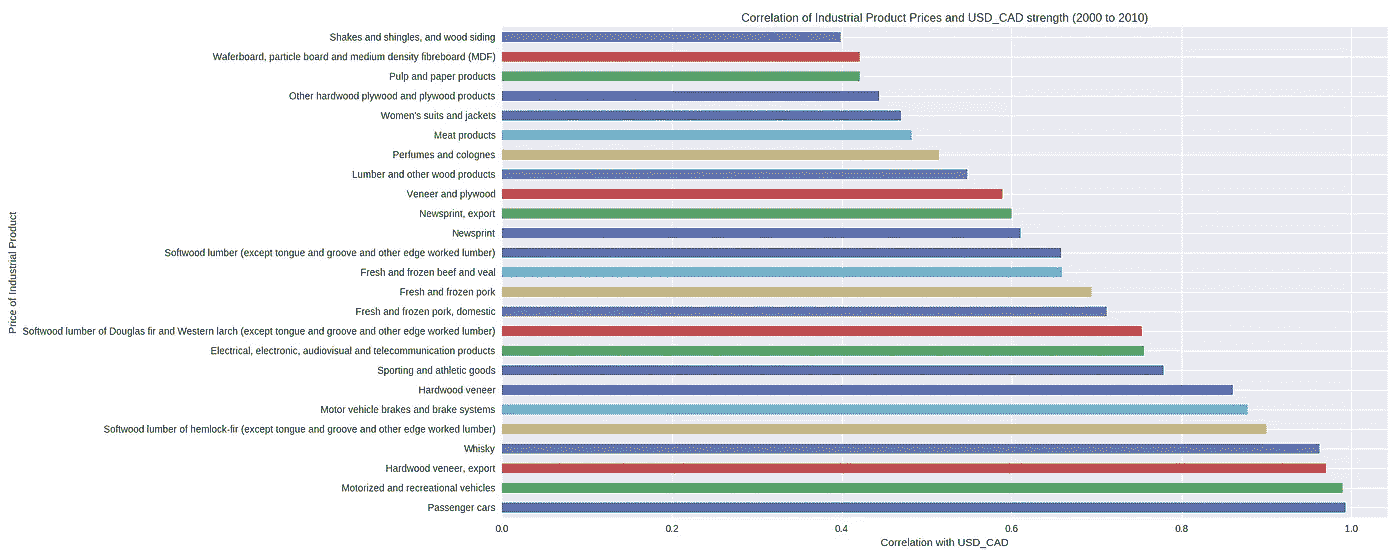 Correlation of Industrial Product Prices and USD_CAD strength (2000 to 2010)
Price of Industrial Product
Shakes and shingles, and wood siding
Waferboard, particle board and medium density fibreboard (MDF)
Pulp and paper products
Other hardwood plywood and plywood products
Women's suits and jackets
Meat products
Perfumes and colognes
Lumber and other wood products
Veneer and plywood
Newsprint, export
Newsprint
Softwood lumber (except tongue and groove and other edge worked lumber)
Fresh and frozen beef and veal
Fresh and frozen pork
Fresh and frozen pork, domestic
Softwood lumber of Douglas fir and Western larch (except tongue and groove and other edge worked lumber)
Electrical, electronic, audiovisual and telecommunication products
Sporting and athletic goods
Hardwood veneer
Motor vehicle brakes and brake systems
Softwood lumber of hemlock-fir (except tongue and groove and other edge worked lumber)
Whisky
Hardwood veneer, export
Motorized and recreational vehicles
Passenger cars
0.0 0.2 0.4 0.6 0.8 1.0
Correlation with USD_CAD